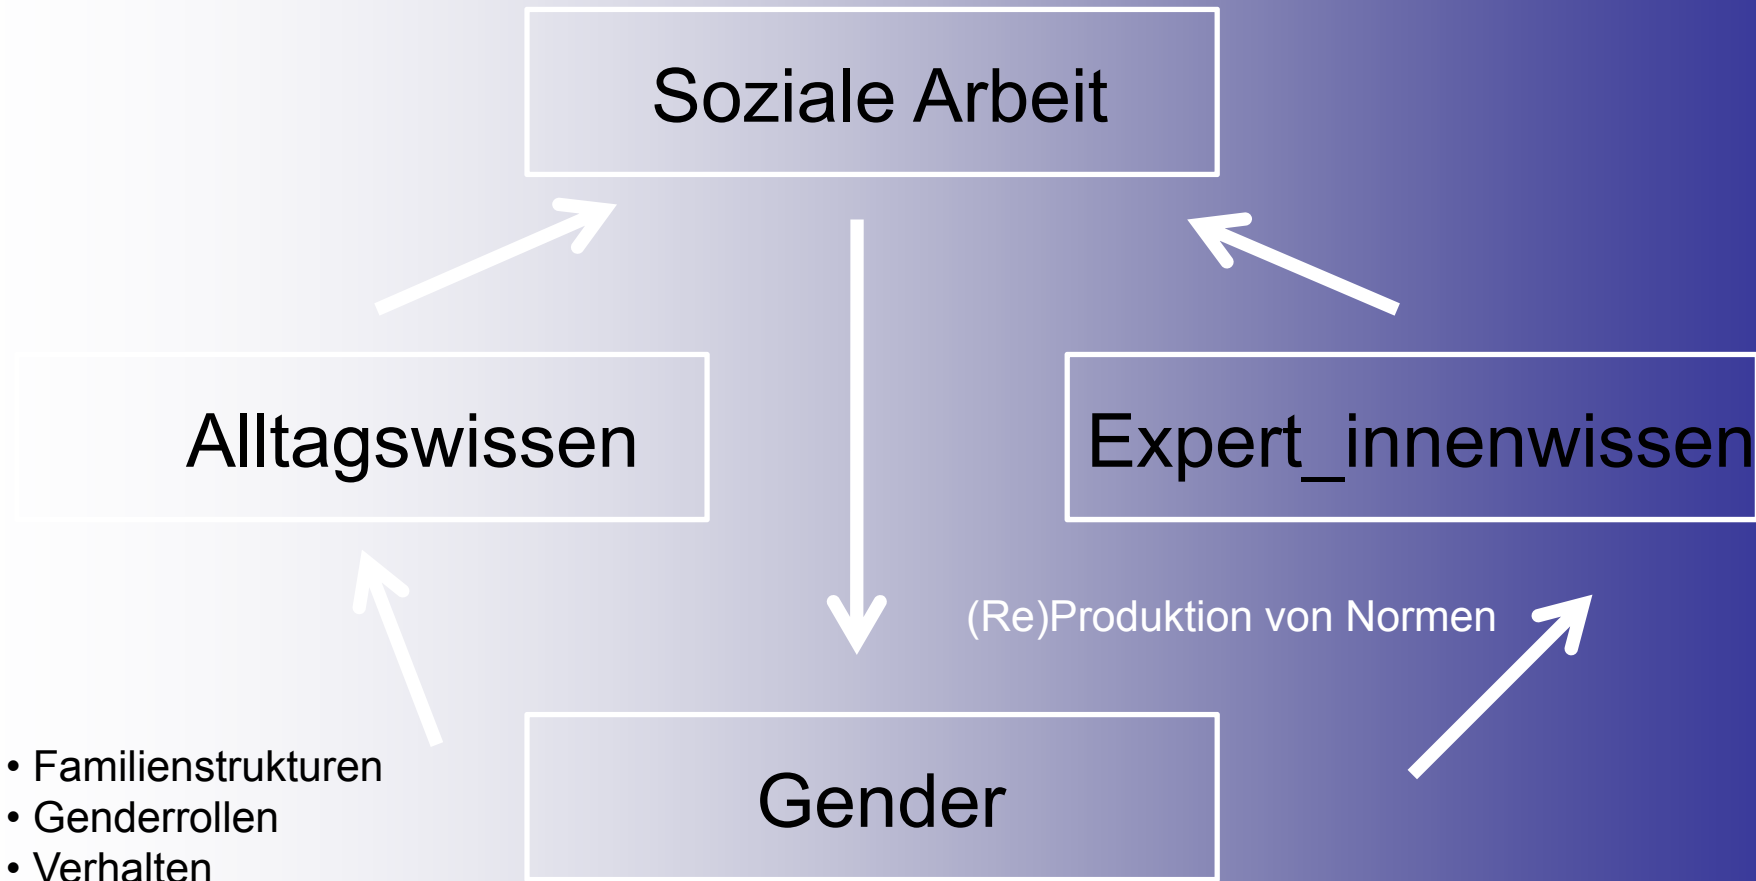 Soziale Arbeit
Alltagswissen
Expert_innenwissen
(Re)Produktion von Normen
• Familienstrukturen
• Genderrollen
• Verhalten
Gender